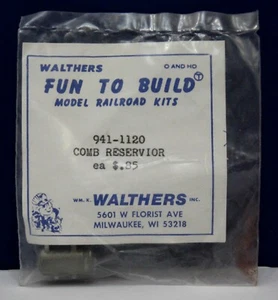 WALTHERS O AND HO
FUN TO BUILD T
MODEL RAILROAD KITS
941-1120
COMB RESERVIOR
ea $.85
WM. K. WALTHERS INC.
5601 W FLORIST AVE
MILWAUKEE, WI 53218